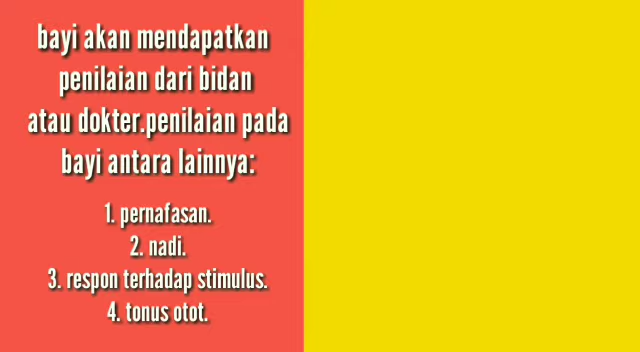 bayi akan mendapatkan
penilaian dari bidan
atau dokter.penilaian pada
bayi antara lainnya:
1. pernafasan.
2. nadi.
3. respon terhadap stimulus.
4. tonus otot.